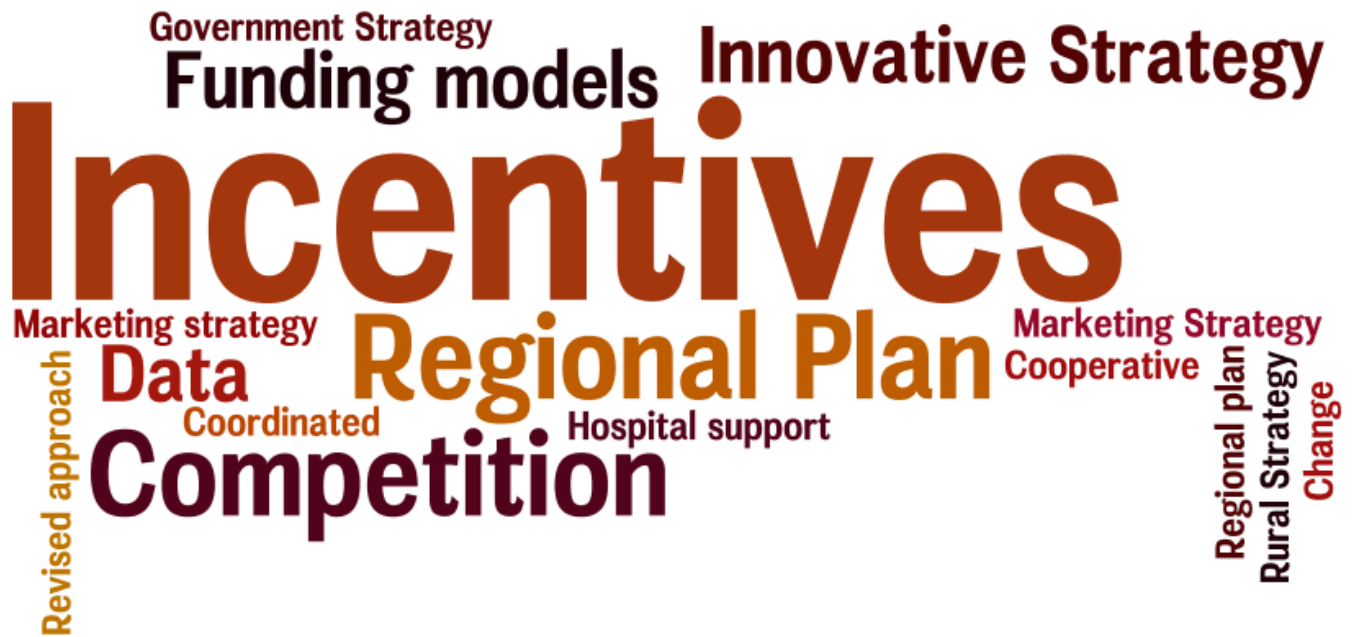 Government Strategy
Funding models
Innovative Strategy
Incentives
Marketing strategy
Regional Plan
Marketing Strategy
Data
Cooperative
Coordinated
Hospital support
Competition
Revised approach
Regional plan
Rural Strategy
Change